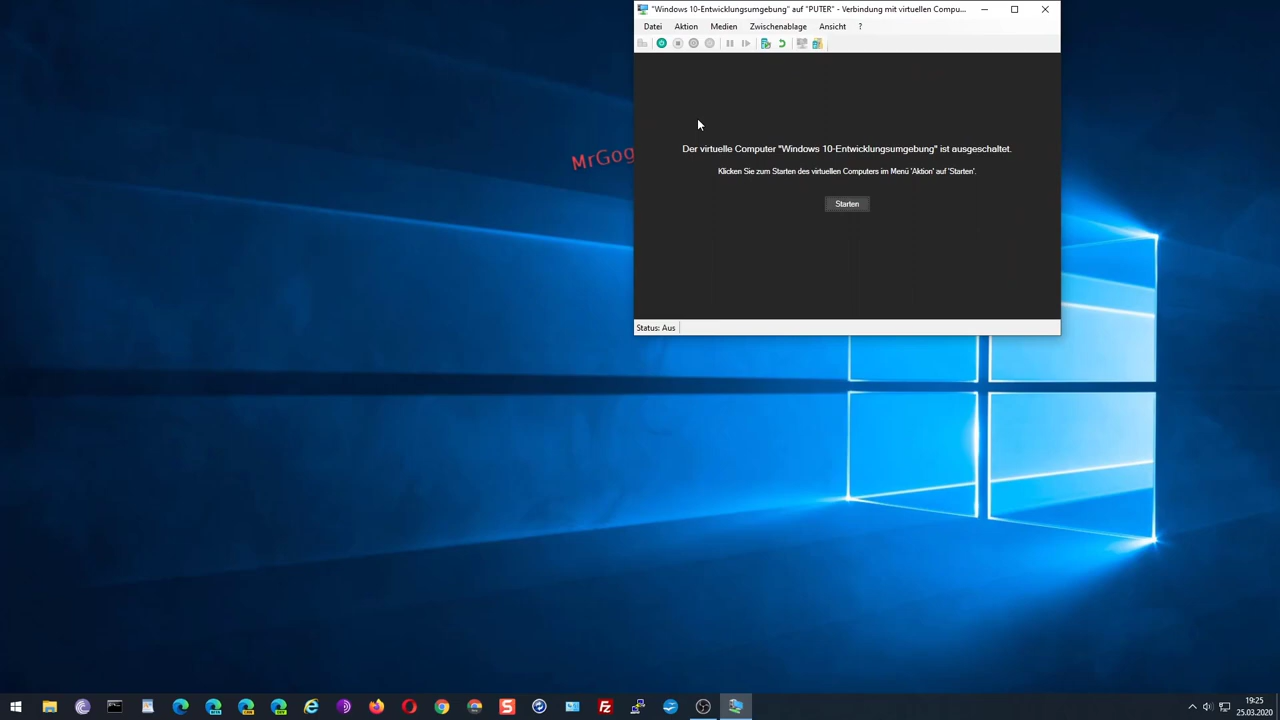 "Windows 10-Entwicklungsumgebung" auf "PUTER" - Verbindung mit virtuellen Compu...
Datei Aktion Medien Zwischenablage Ansicht ?
MrGog
Der virtuelle Computer "Windows 10-Entwicklungsumgebung" ist ausgeschaltet.
Klicken Sie zum Starten des virtuellen Computers im Menü 'Aktion' auf 'Starten'.
Starten
Status: Aus
19:25
25.03.2020